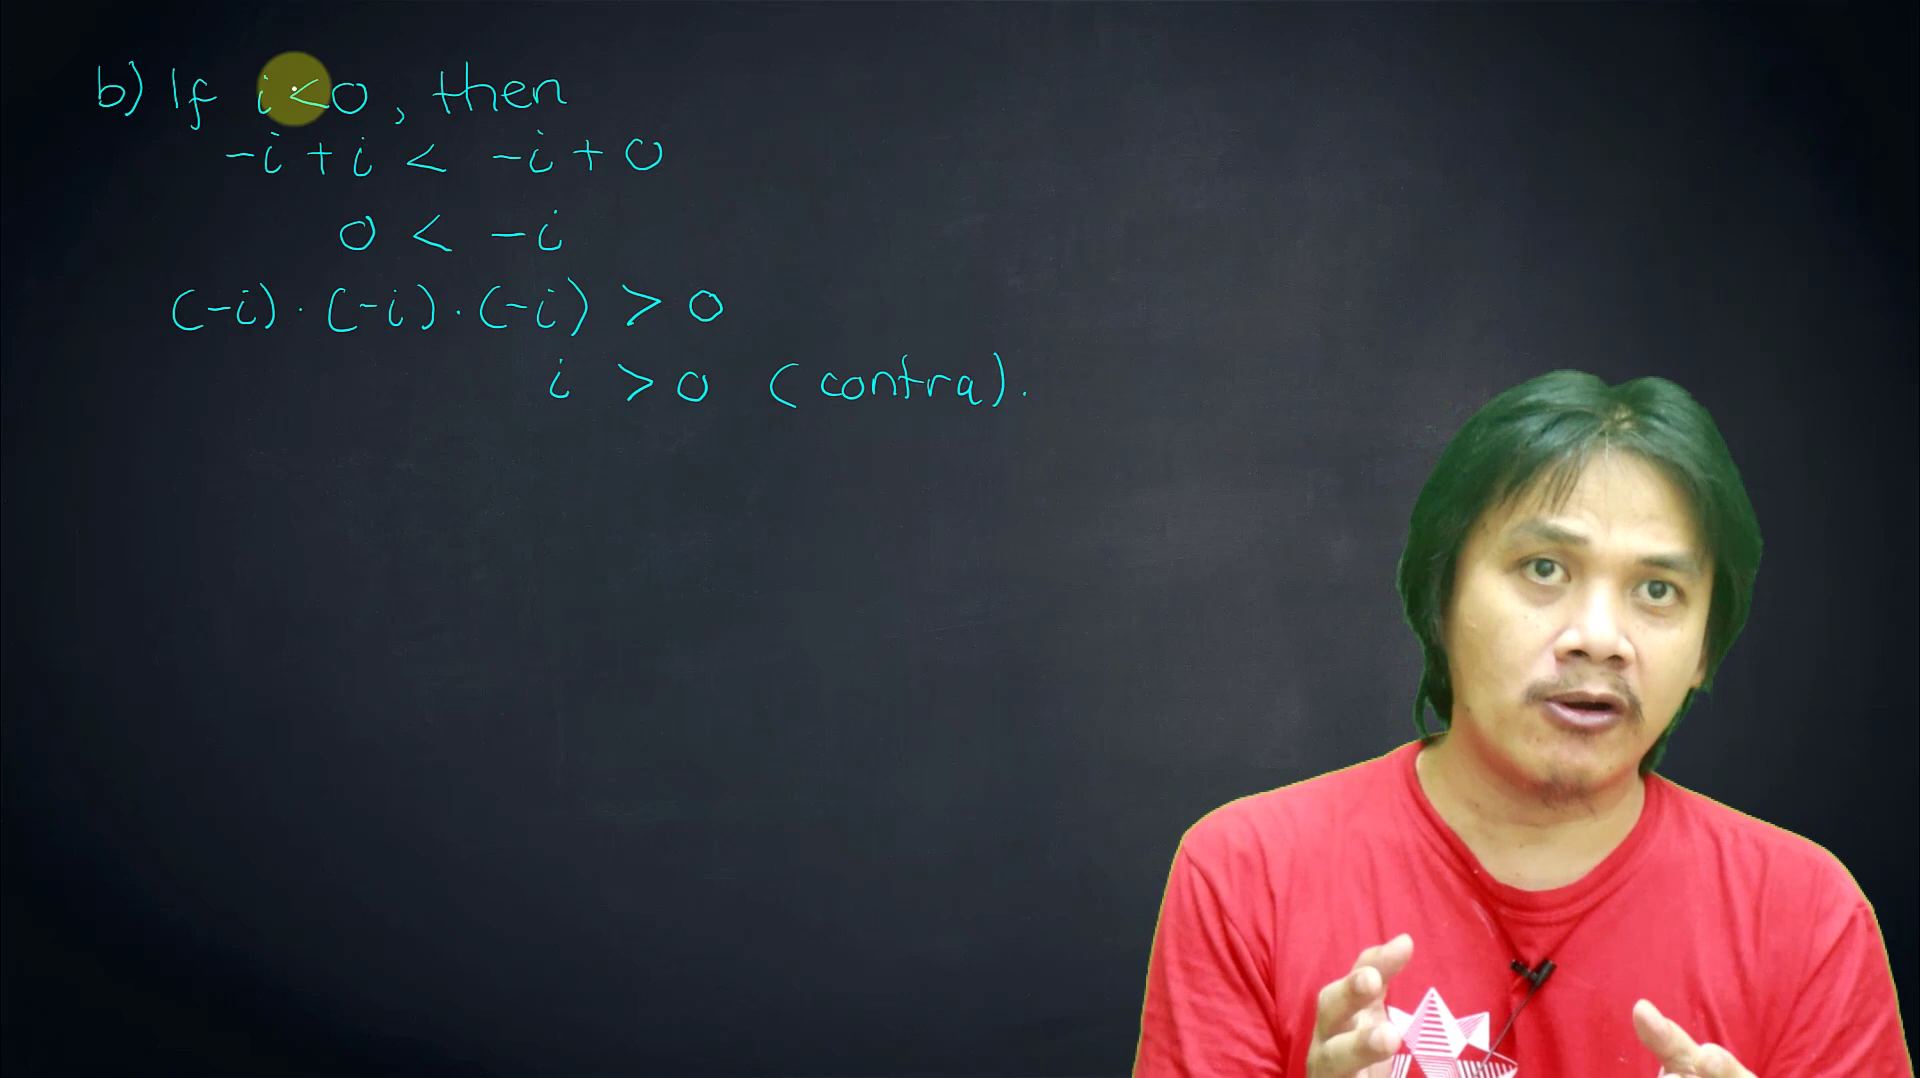 b) If i<0, then
-i + i < -i + 0
0 < -i
(-i) · (-i) · (-i) > 0
i > 0 (contra).